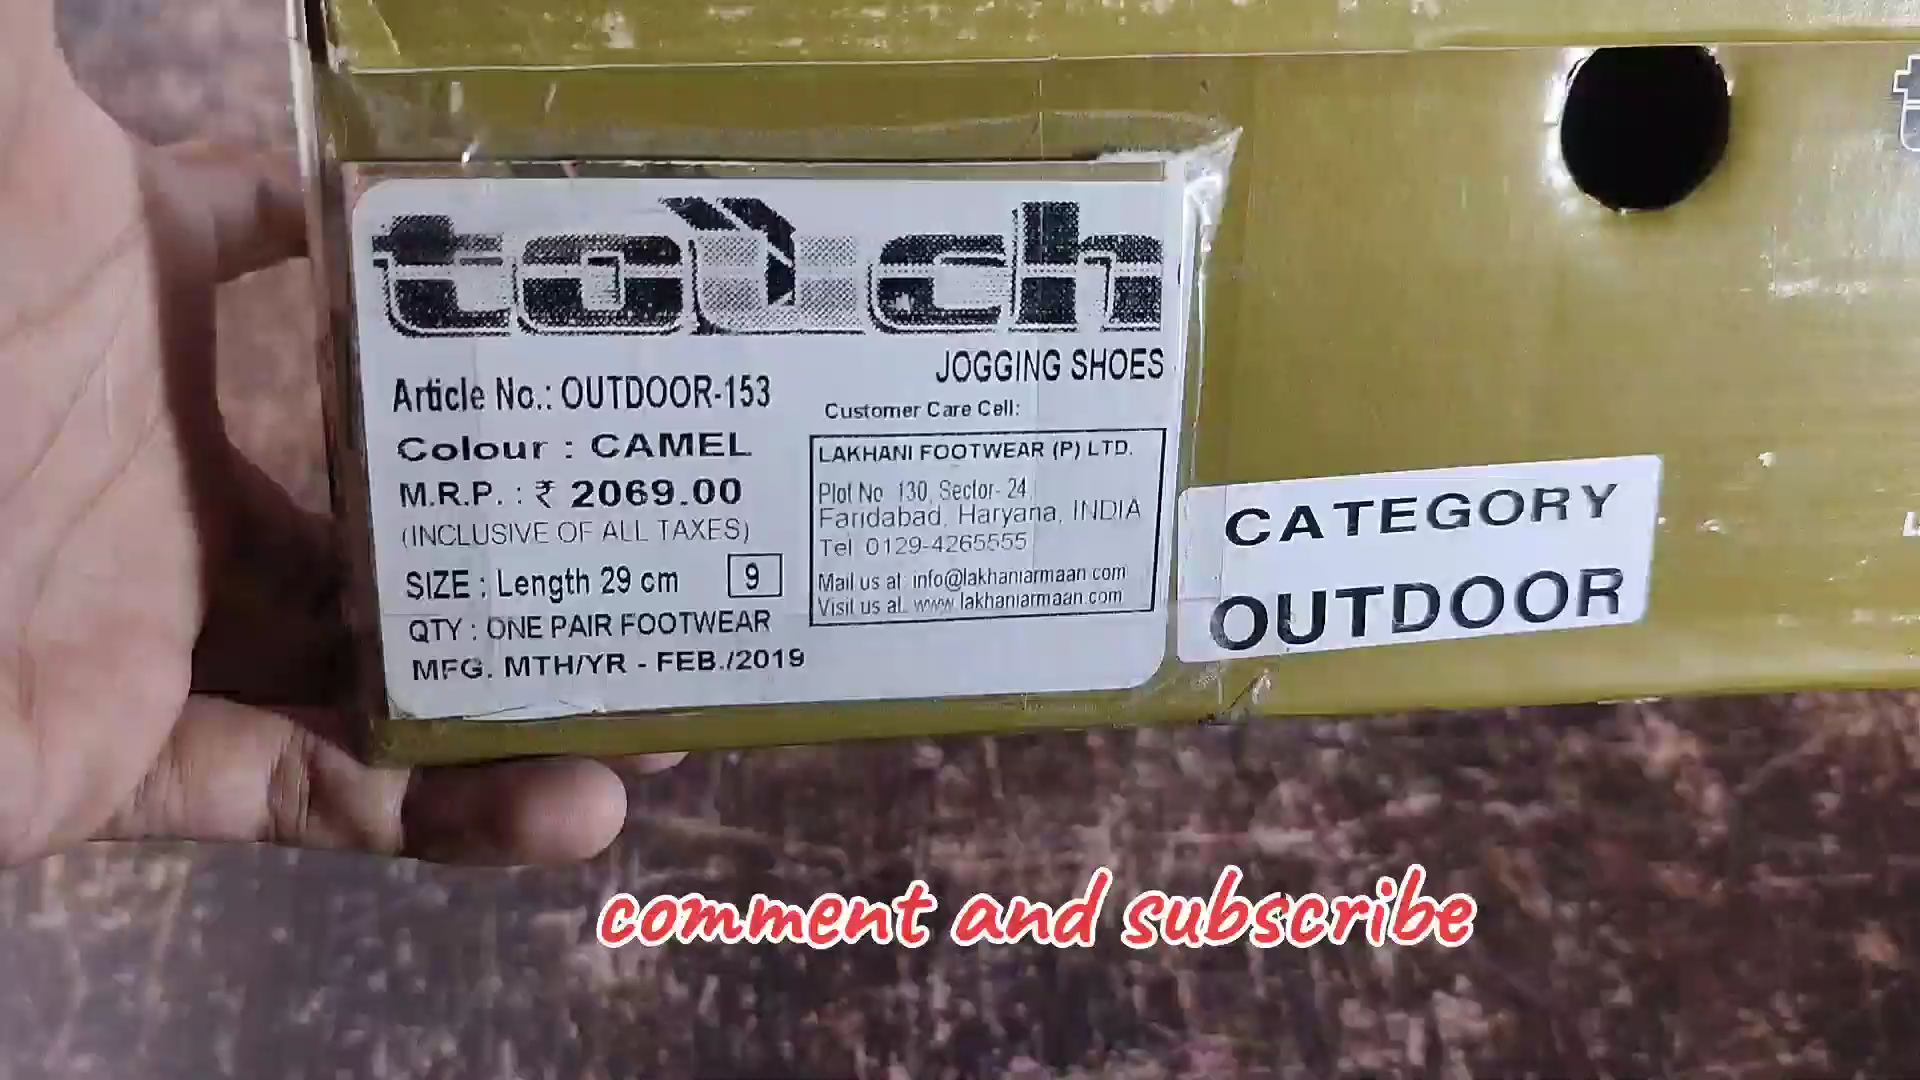 touch
JOGGING SHOES
Article No.: OUTDOOR-153
Colour : CAMEL
M.R.P. : ₹ 2069.00
(INCLUSIVE OF ALL TAXES)
SIZE : Length 29 cm 9
QTY : ONE PAIR FOOTWEAR
MFG. MTH/YR - FEB./2019
Customer Care Cell:
LAKHANI FOOTWEAR (P) LTD.
Plot No. 130, Sector- 24,
Faridabad, Haryana, INDIA
Tel. 0129-4265555
Mail us at: info@lakhaniarmaan.com
Visit us at: www.lakhaniarmaan.com
CATEGORY
OUTDOOR
comment and subscribe